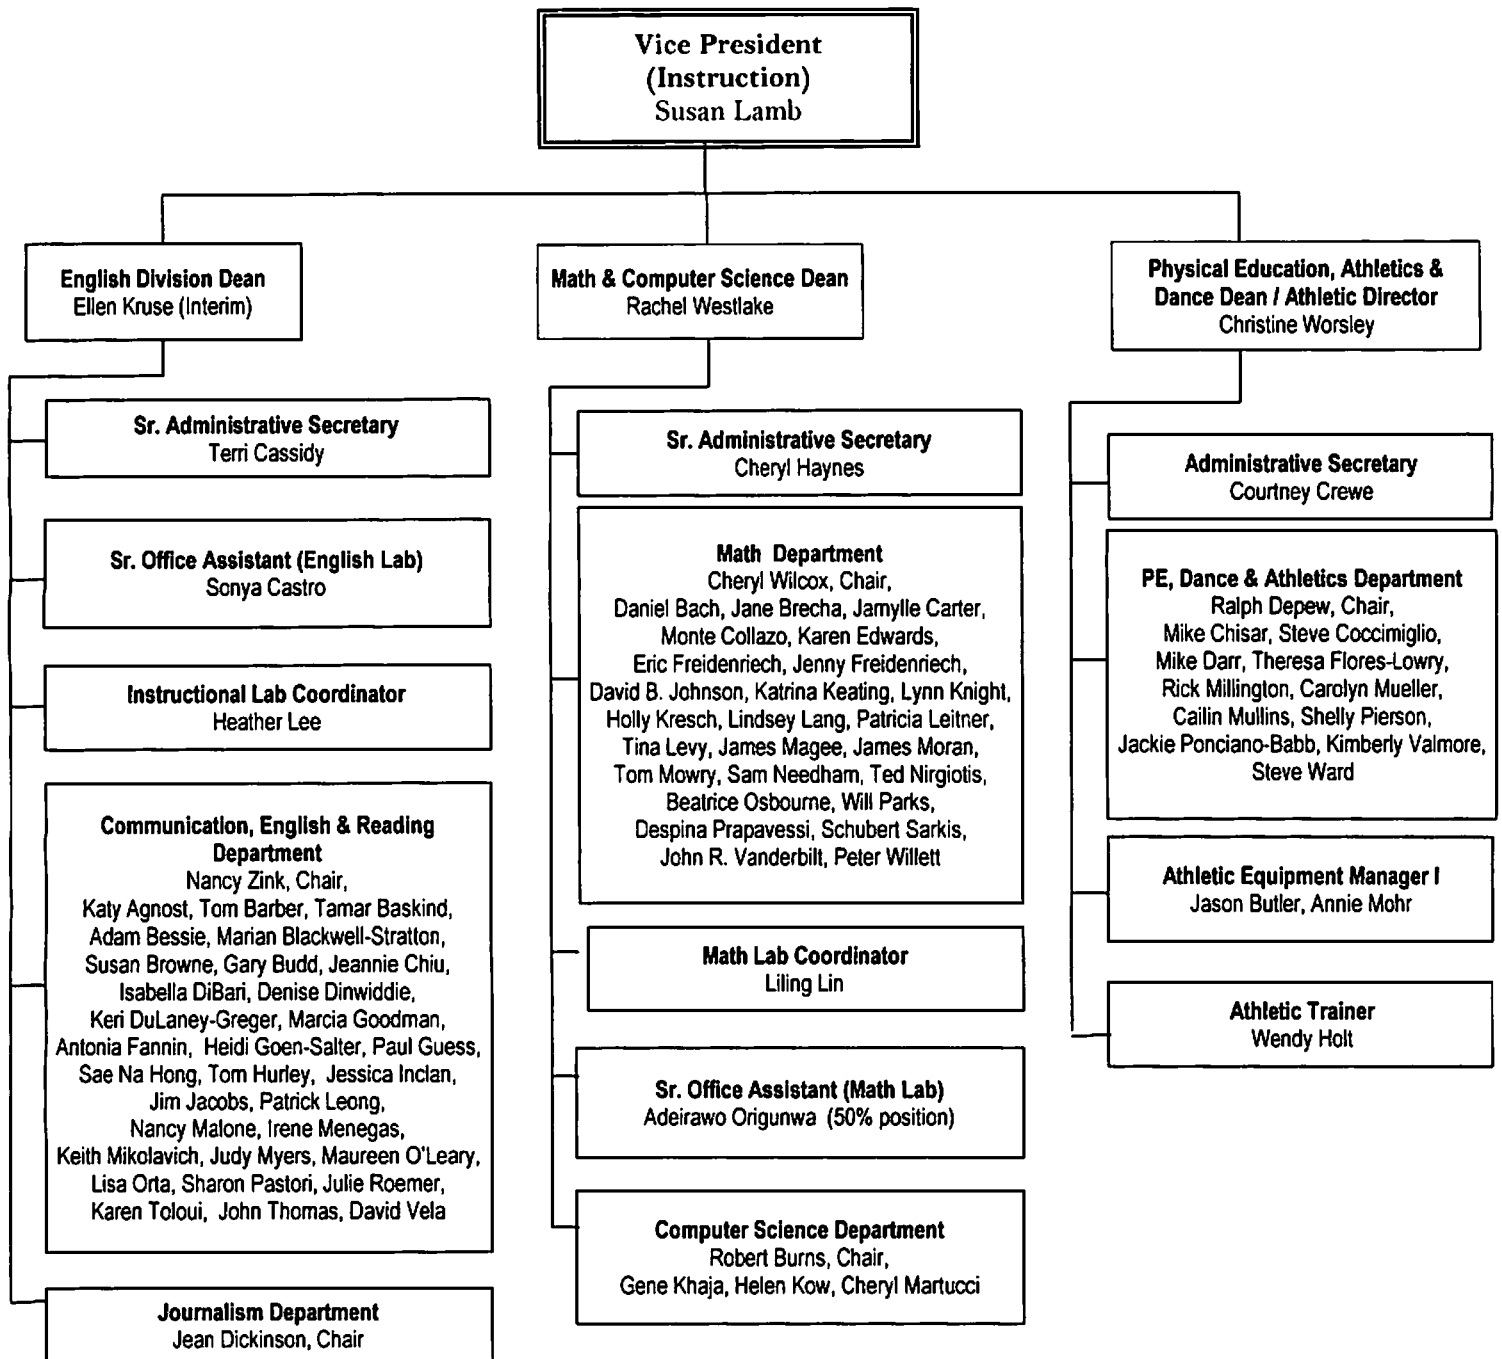 Vice President
(Instruction)
Susan Lamb
English Division Dean
Ellen Kruse (Interim)
Sr. Administrative Secretary
Terri Cassidy
Sr. Office Assistant (English Lab)
Sonya Castro
Instructional Lab Coordinator
Heather Lee
Communication, English & Reading
Department
Nancy Zink, Chair,
Katy Agnost, Tom Barber, Tamar Baskind,
Adam Bessie, Marian Blackwell-Stratton,
Susan Browne, Gary Budd, Jeannie Chiu,
Isabella DiBari, Denise Dinwiddie,
Keri DuLaney-Greger, Marcia Goodman,
Antonia Fannin, Heidi Goen-Salter, Paul Guess,
Sae Na Hong, Tom Hurley, Jessica Inclan,
Jim Jacobs, Patrick Leong,
Nancy Malone, Irene Menegas,
Keith Mikolavich, Judy Myers, Maureen O'Leary,
Lisa Orta, Sharon Pastori, Julie Roemer,
Karen Toloui, John Thomas, David Vela
Journalism Department
Jean Dickinson, Chair
Math & Computer Science Dean
Rachel Westlake
Sr. Administrative Secretary
Cheryl Haynes
Math Department
Cheryl Wilcox, Chair,
Daniel Bach, Jane Brecha, Jamylle Carter,
Monte Collazo, Karen Edwards,
Eric Freidenriech, Jenny Freidenriech,
David B. Johnson, Katrina Keating, Lynn Knight,
Holly Kresch, Lindsey Lang, Patricia Leitner,
Tina Levy, James Magee, James Moran,
Tom Mowry, Sam Needham, Ted Nirgiotis,
Beatrice Osbourne, Will Parks,
Despina Prapavessi, Schubert Sarkis,
John R. Vanderbilt, Peter Willett
Math Lab Coordinator
Liling Lin
Sr. Office Assistant (Math Lab)
Adeirawo Origunwa (50% position)
Computer Science Department
Robert Burns, Chair,
Gene Khaja, Helen Kow, Cheryl Martucci
Physical Education, Athletics &
Dance Dean / Athletic Director
Christine Worsley
Administrative Secretary
Courtney Crewe
PE, Dance & Athletics Department
Ralph Depew, Chair,
Mike Chisar, Steve Coccimiglio,
Mike Darr, Theresa Flores-Lowry,
Rick Millington, Carolyn Mueller,
Cailin Mullins, Shelly Pierson,
Jackie Ponciano-Babb, Kimberly Valmore,
Steve Ward
Athletic Equipment Manager I
Jason Butler, Annie Mohr
Athletic Trainer
Wendy Holt